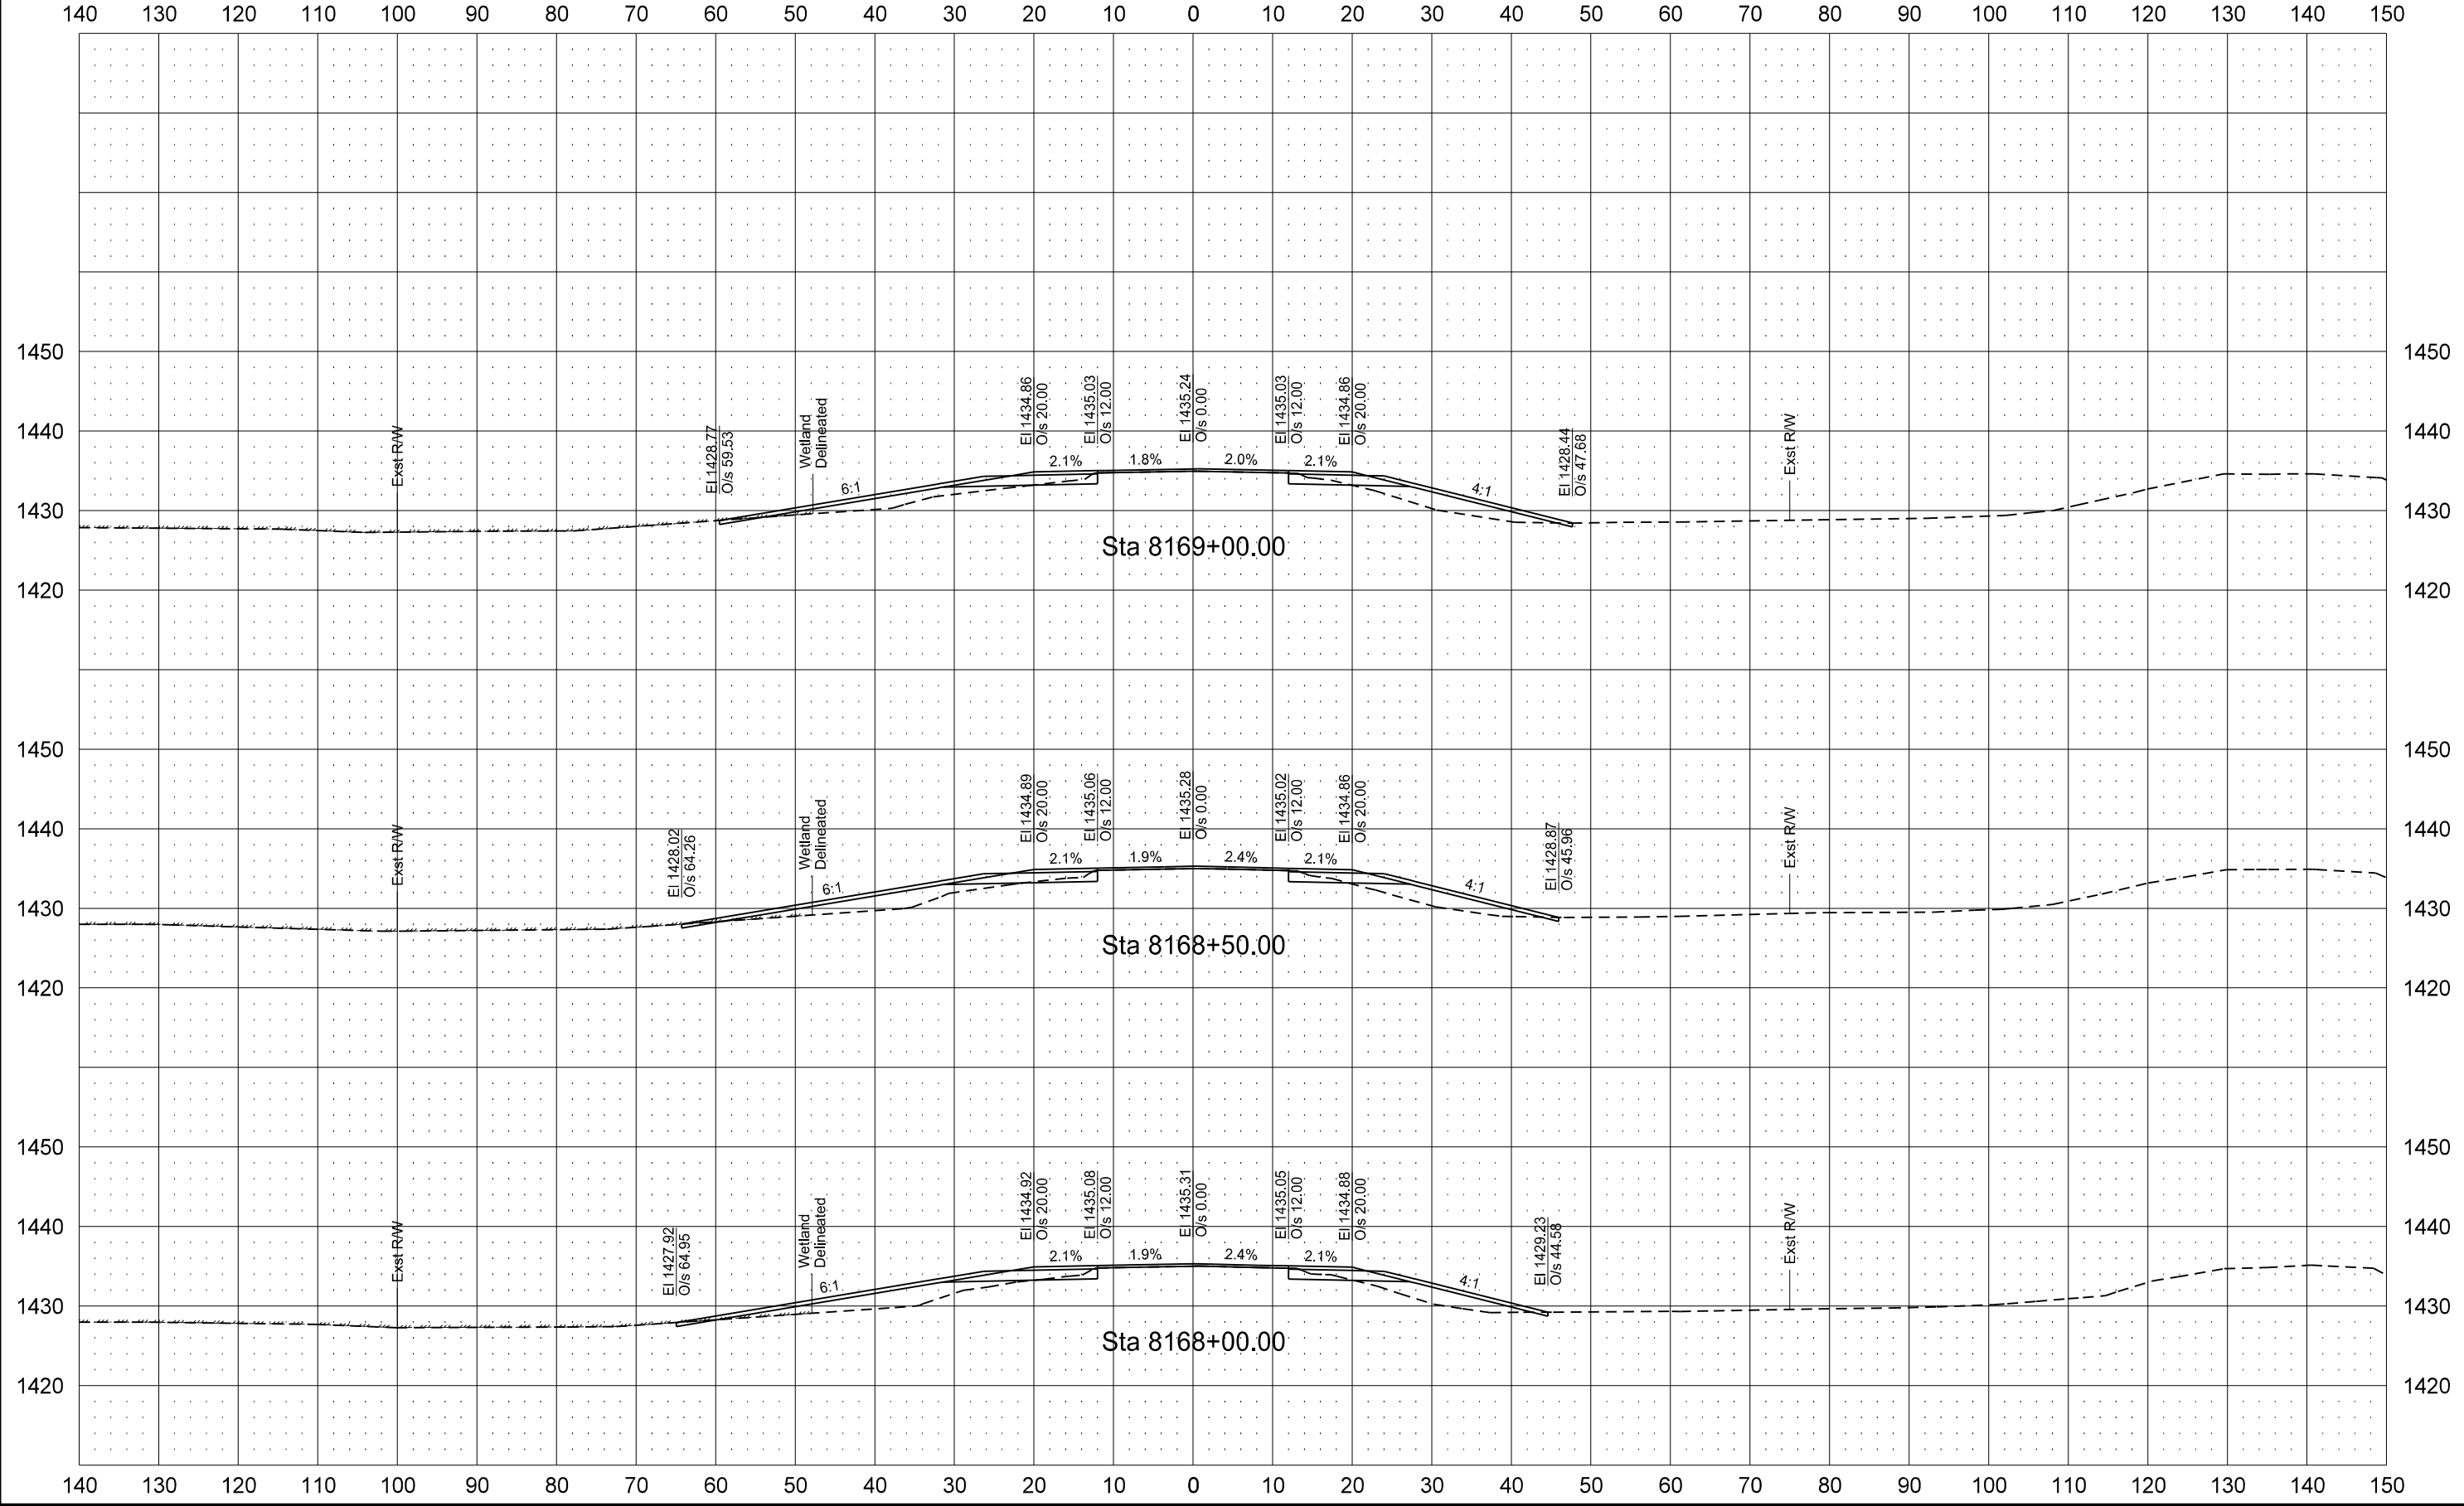 140 130 120 110 100 90 80 70 60 50 40 30 20 10 0 10 20 30 40 50 60 70 80 90 100 110 120 130 140 150
1450 1450
1440 1440
1430 1430
1420 1420
Exst R/W
El 1428.77
O/s 59.53
Wetland
Delineated
6:1
El 1434.86
O/s 20.00
2.1%
El 1435.03
O/s 12.00
1.8%
El 1435.24
O/s 0.00
2.0%
El 1435.03
O/s 12.00
2.1%
El 1434.86
O/s 20.00
4:1
El 1428.44
O/s 47.68
Exst R/W
Sta 8169+00.00
1450 1450
1440 1440
1430 1430
1420 1420
Exst R/W
El 1428.02
O/s 64.26
Wetland
Delineated
6:1
El 1434.89
O/s 20.00
2.1%
El 1435.06
O/s 12.00
1.9%
El 1435.28
O/s 0.00
2.4%
El 1435.02
O/s 12.00
2.1%
El 1434.86
O/s 20.00
4:1
El 1428.87
O/s 45.96
Exst R/W
Sta 8168+50.00
1450 1450
1440 1440
1430 1430
1420 1420
Exst R/W
El 1427.92
O/s 64.95
Wetland
Delineated
6:1
El 1434.92
O/s 20.00
2.1%
El 1435.08
O/s 12.00
1.9%
El 1435.31
O/s 0.00
2.4%
El 1435.05
O/s 12.00
2.1%
El 1434.88
O/s 20.00
4:1
El 1429.23
O/s 44.58
Exst R/W
Sta 8168+00.00
140 130 120 110 100 90 80 70 60 50 40 30 20 10 0 10 20 30 40 50 60 70 80 90 100 110 120 130 140 150